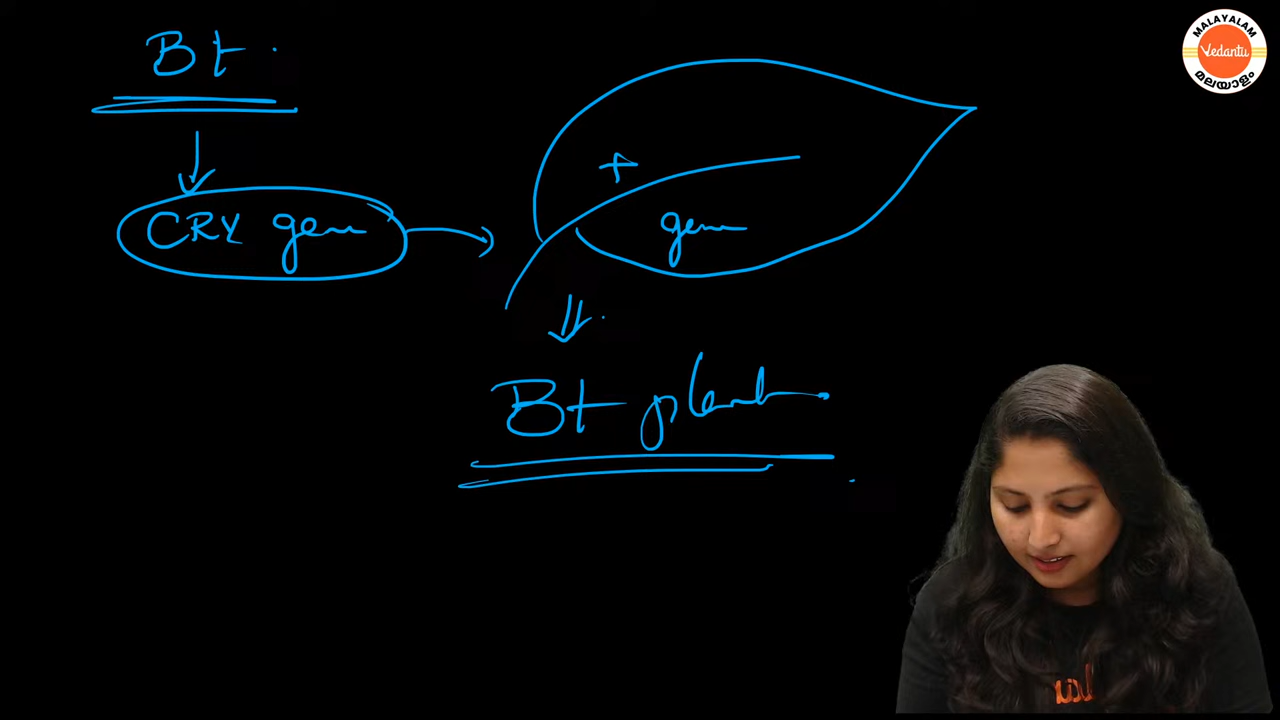 Bt
CRY gene
+
gene
Bt plant
MALAYALAM
Vedantu
മലയാളം